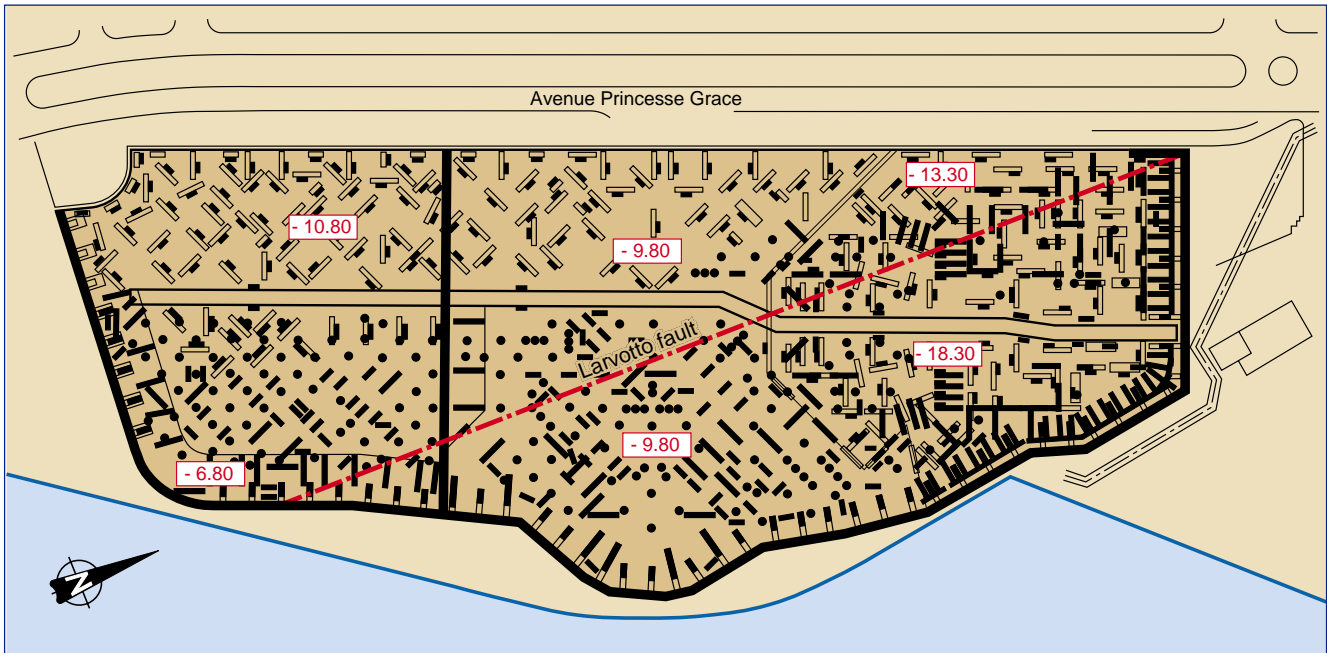 Avenue Princesse Grace
- 13.30
- 10.80
- 9.80
Larvotto fault
- 18.30
- 9.80
- 6.80
N